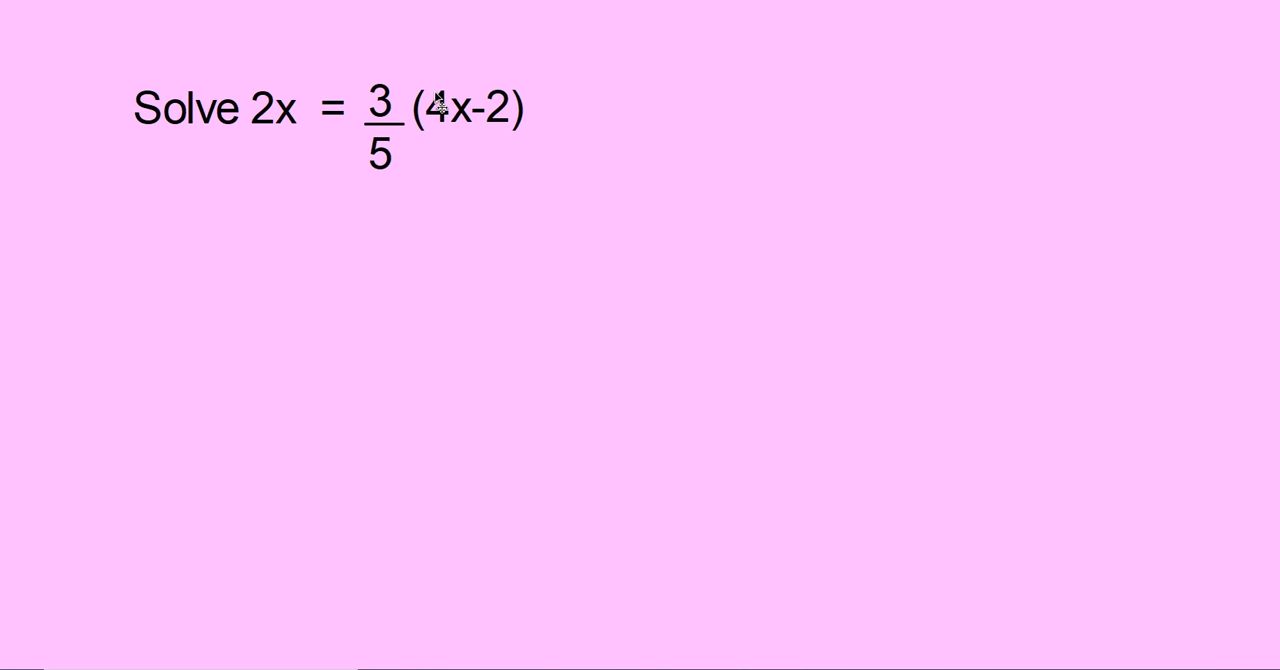 Solve 2x = 3/5 (4x-2)